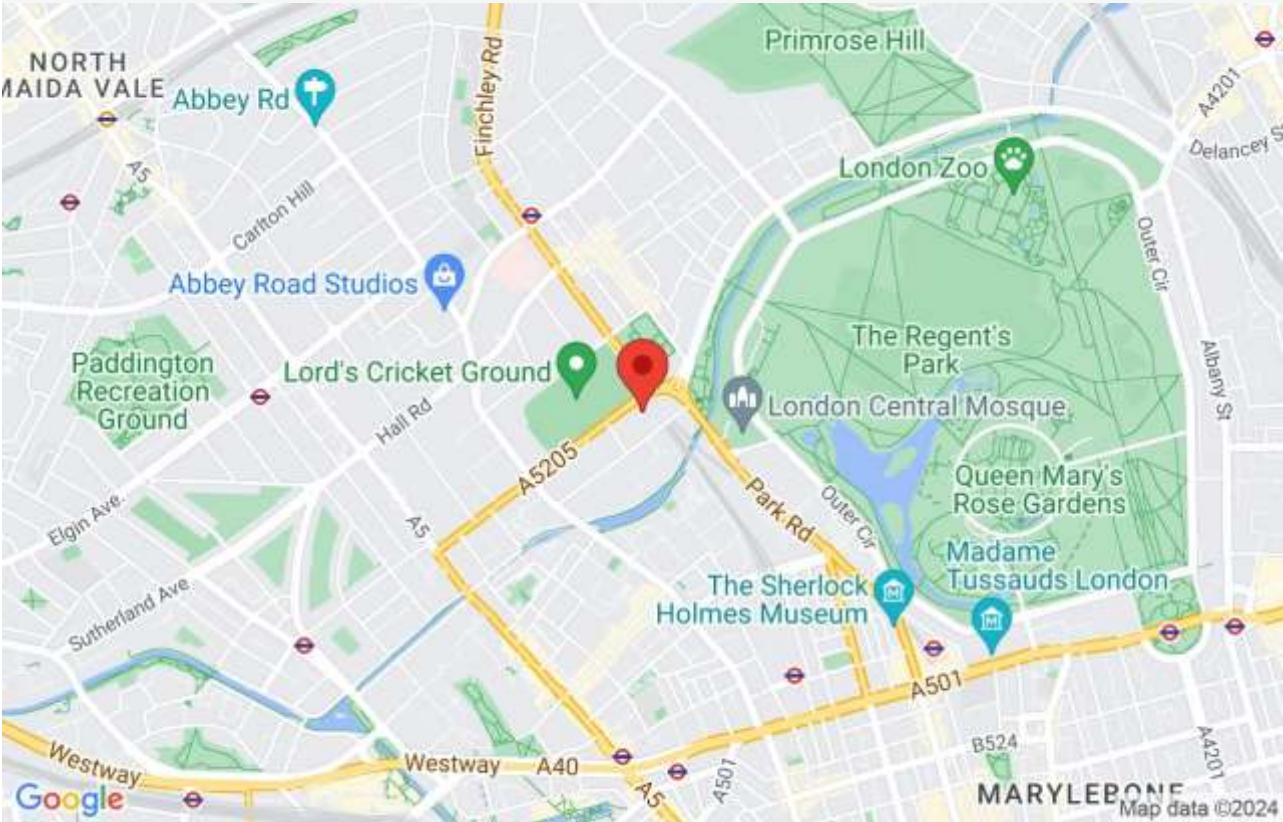 Primrose Hill
NORTH
MAIDA VALE
Abbey Rd
Finchley Rd
A4201
Delancey S
London Zoo
A5
Carlton Hill
Outer Cir
Abbey Road Studios
The Regent's
Park
Albany St
Paddington
Recreation
Ground
Lord's Cricket Ground
London Central Mosque
Hall Rd
A5205
Queen Mary's
Rose Gardens
Elgin Ave.
A5
Park Rd
Outer Cir
Madame
Tussauds London
The Sherlock
Holmes Museum
Sutherland Ave
A501
B524
A4201
Westway
Westway
A40
A501
A5
MARYLEBONE
Google
Map data ©2024